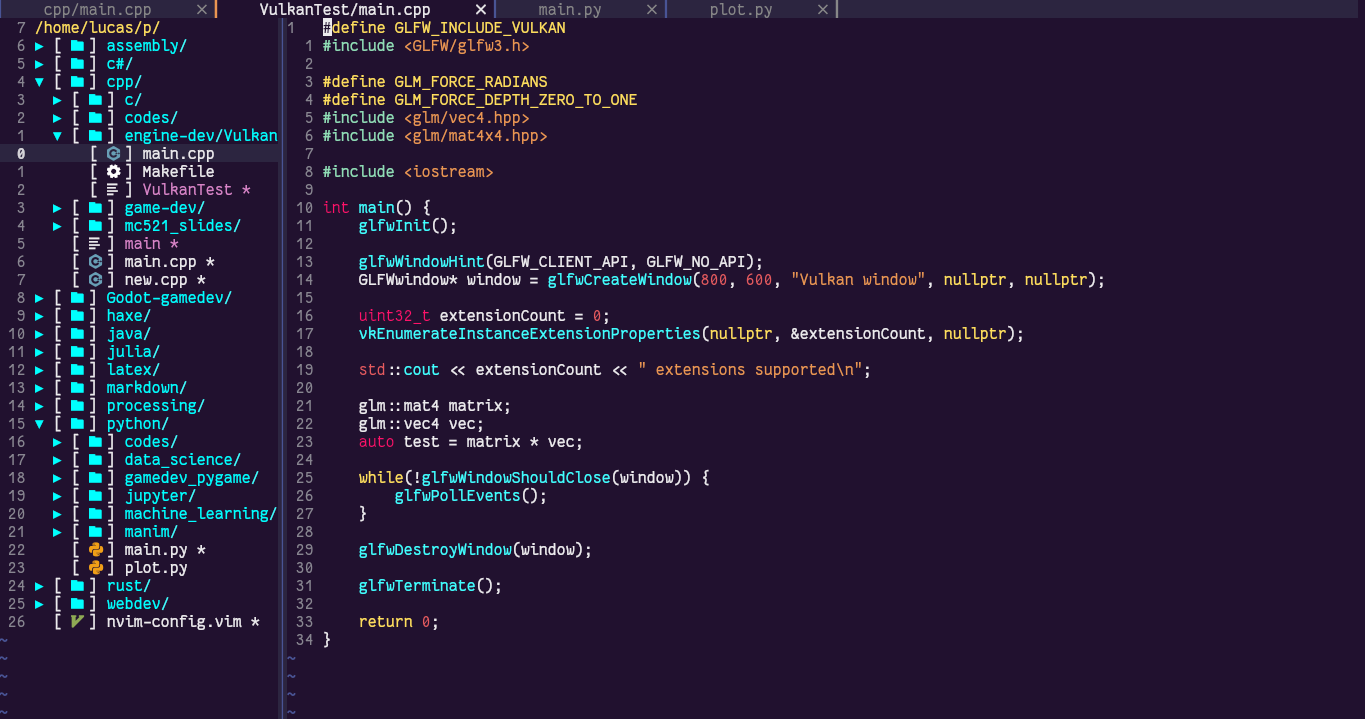 cpp/main.cpp × VulkanTest/main.cpp × main.py × plot.py ×
7 /home/lucas/p/
6 ▶ [ ] assembly/
5 ▶ [ ] c#/
4 ▼ [ ] cpp/
3 ▶ [ ] c/
2 ▶ [ ] codes/
1 ▼ [ ] engine-dev/Vulkan
0 [ ] main.cpp
1 [ ] Makefile
2 [ ] VulkanTest *
3 ▶ [ ] game-dev/
4 ▶ [ ] mc521_slides/
5 [ ] main *
6 [ ] main.cpp *
7 [ ] new.cpp *
8 ▶ [ ] Godot-gamedev/
9 ▶ [ ] haxe/
10 ▶ [ ] java/
11 ▶ [ ] julia/
12 ▶ [ ] latex/
13 ▶ [ ] markdown/
14 ▶ [ ] processing/
15 ▼ [ ] python/
16 ▶ [ ] codes/
17 ▶ [ ] data_science/
18 ▶ [ ] gamedev_pygame/
19 ▶ [ ] jupyter/
20 ▶ [ ] machine_learning/
21 ▶ [ ] manim/
22 [ ] main.py *
23 [ ] plot.py
24 ▶ [ ] rust/
25 ▶ [ ] webdev/
26 [ ] nvim-config.vim *
~
~
~
~
~
1 #define GLFW_INCLUDE_VULKAN
1 #include <GLFW/glfw3.h>
2
3 #define GLM_FORCE_RADIANS
4 #define GLM_FORCE_DEPTH_ZERO_TO_ONE
5 #include <glm/vec4.hpp>
6 #include <glm/mat4x4.hpp>
7
8 #include <iostream>
9
10 int main() {
11     glfwInit();
12
13     glfwWindowHint(GLFW_CLIENT_API, GLFW_NO_API);
14     GLFWwindow* window = glfwCreateWindow(800, 600, "Vulkan window", nullptr, nullptr);
15
16     uint32_t extensionCount = 0;
17     vkEnumerateInstanceExtensionProperties(nullptr, &extensionCount, nullptr);
18
19     std::cout << extensionCount << " extensions supported\n";
20
21     glm::mat4 matrix;
22     glm::vec4 vec;
23     auto test = matrix * vec;
24
25     while(!glfwWindowShouldClose(window)) {
26         glfwPollEvents();
27     }
28
29     glfwDestroyWindow(window);
30
31     glfwTerminate();
32
33     return 0;
34 }
~
~
~
~